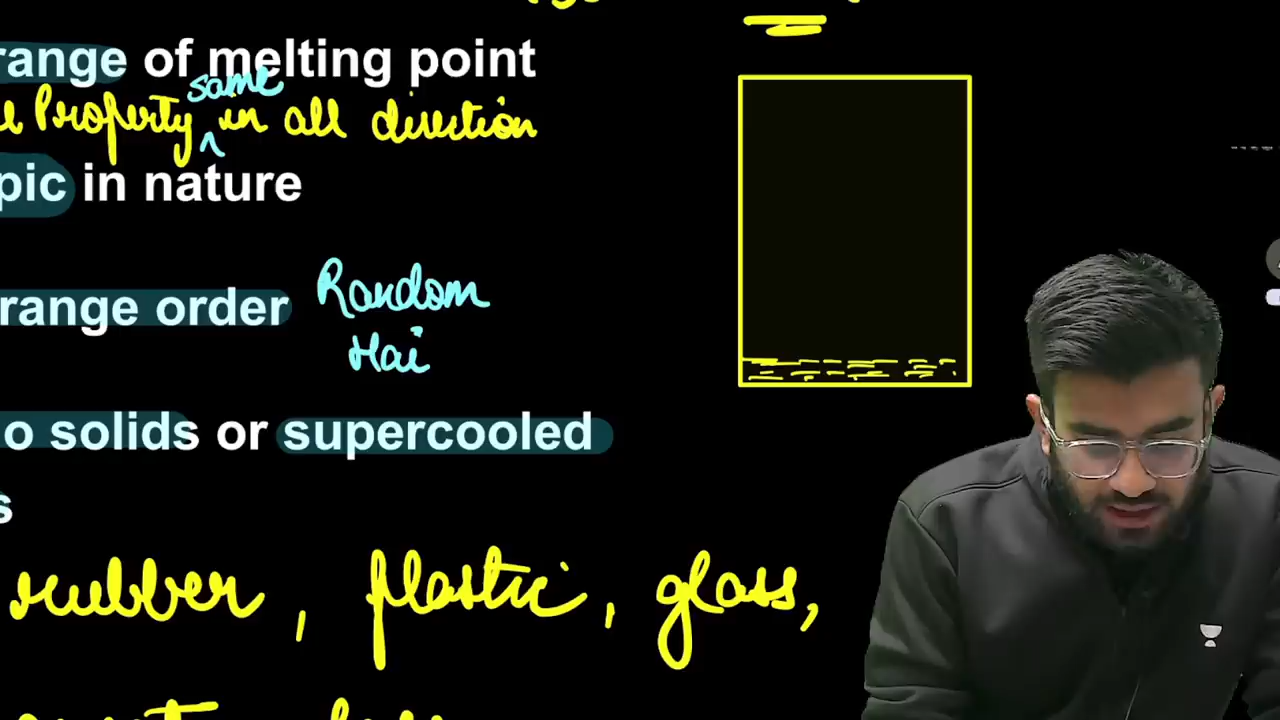 range of melting point
same
Property in all direction
pic in nature
range order Random
Hai
o solids or supercooled
s
rubber, plastic, glass,